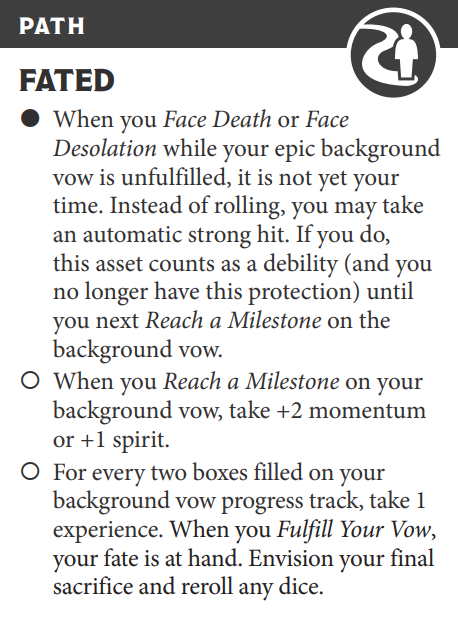 PATH
FATED
When you Face Death or Face
Desolation while your epic background
vow is unfulfilled, it is not yet your
time. Instead of rolling, you may take
an automatic strong hit. If you do,
this asset counts as a debility (and you
no longer have this protection) until
you next Reach a Milestone on the
background vow.
When you Reach a Milestone on your
background vow, take +2 momentum
or +1 spirit.
For every two boxes filled on your
background vow progress track, take 1
experience. When you Fulfill Your Vow,
your fate is at hand. Envision your final
sacrifice and reroll any dice.